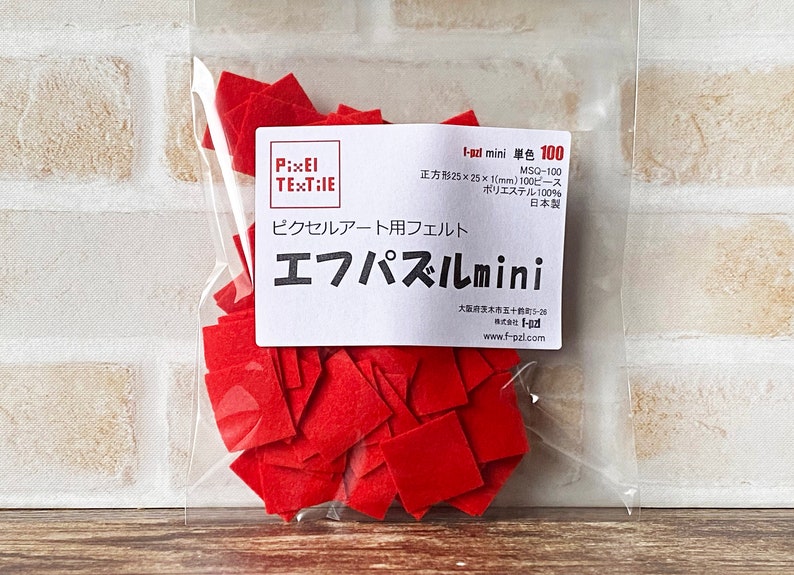 PixEl
TExTilE
f-pzl mini 単色 100
MSQ-100
正方形25×25×1(mm)100ピース
ポリエステル100%
日本製
ピクセルアート用フェルト
エフパズルmini
大阪府茨木市五十鈴町5-26
株式会社 f-pzl
www.f-pzl.com